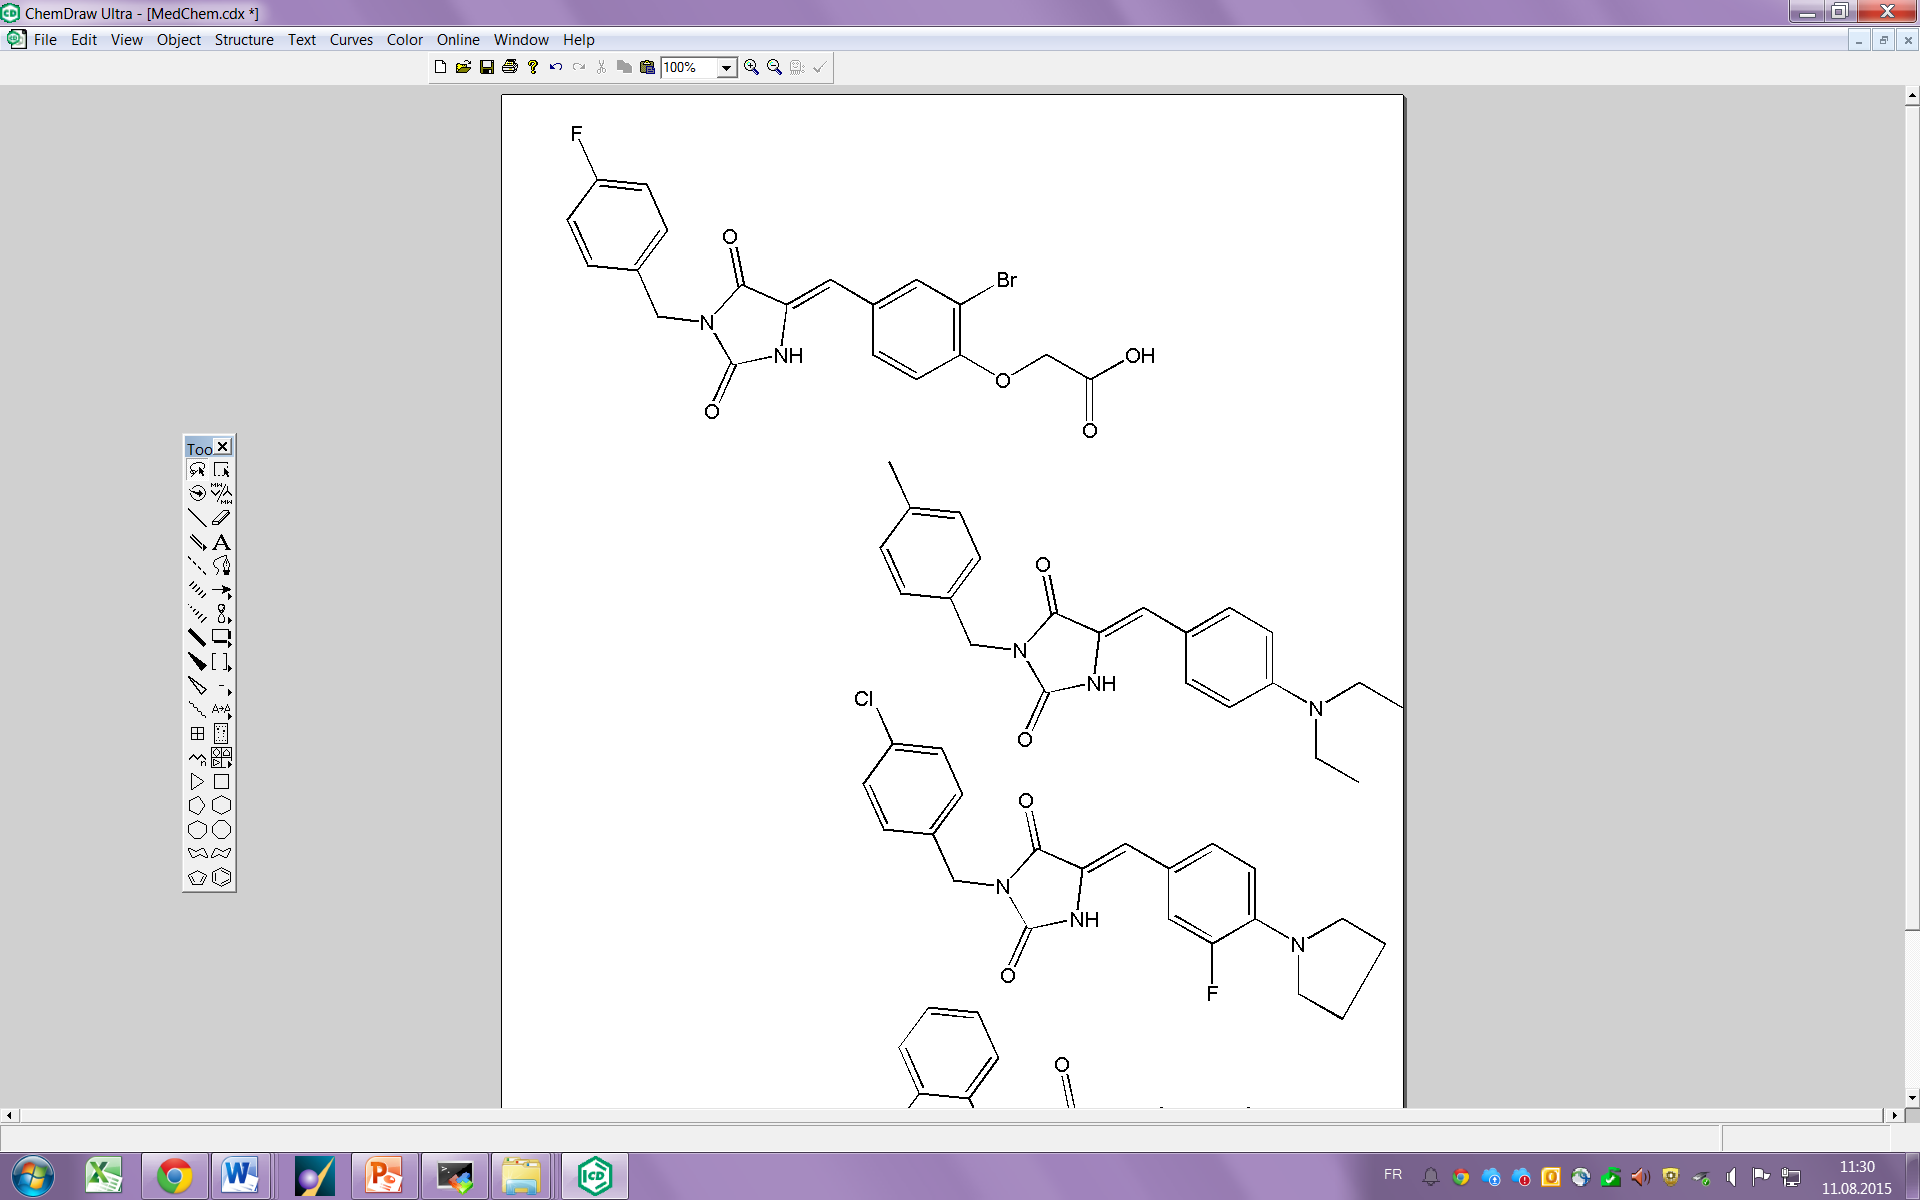 ChemDraw Ultra - [MedChem.cdx *]
File Edit View Object Structure Text Curves Color Online Window Help
100%
F
O
Br
N
NH
OH
O
O
O
Too
O
N
NH
N
O
Cl
O
N
NH
N
O
F
O
FR
11:30
11.08.2015